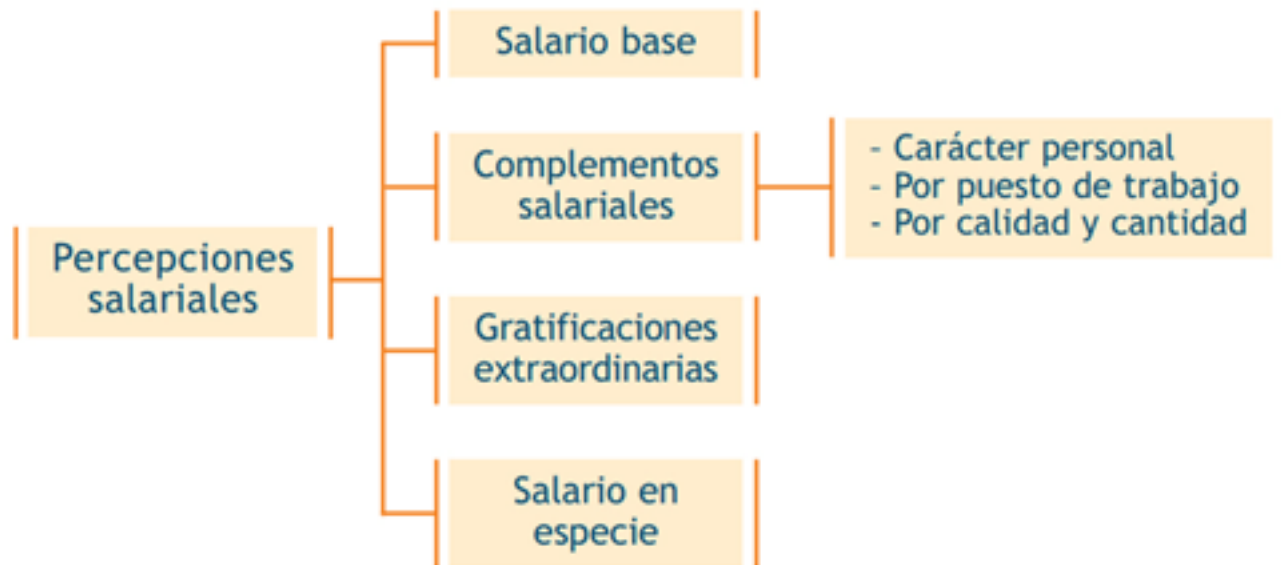 Percepciones
salariales
Salario base
Complementos
salariales
- Carácter personal
- Por puesto de trabajo
- Por calidad y cantidad
Gratificaciones
extraordinarias
Salario en
especie